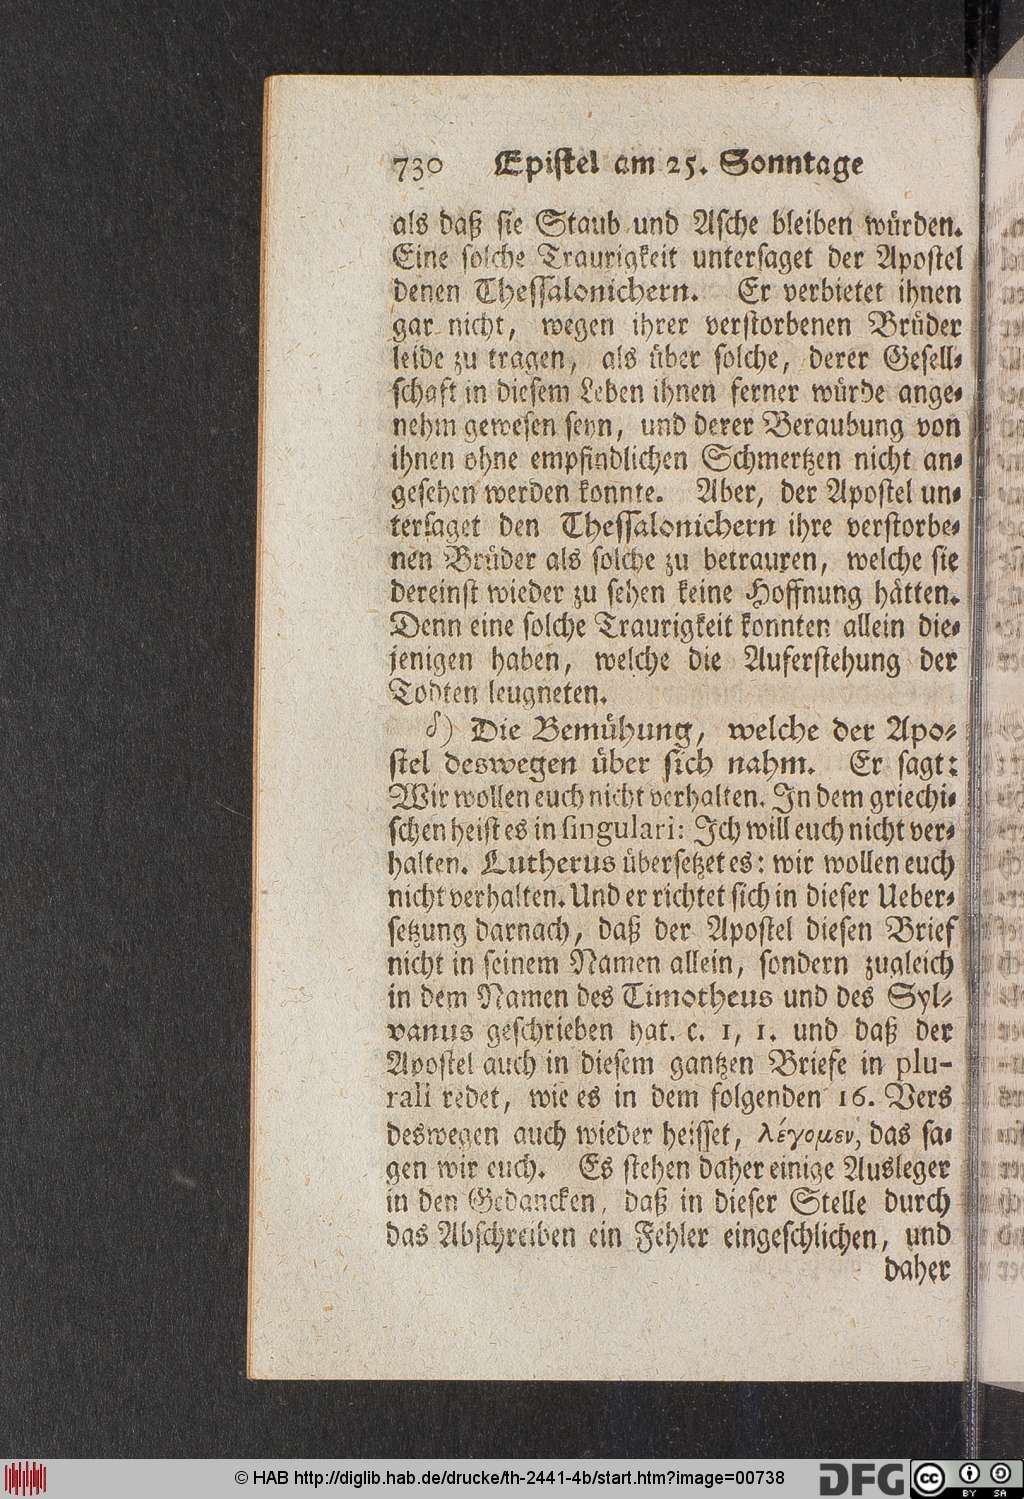 730 Epistel am 25. Sonntage
als daß sie Staub und Asche bleiben würden.
Eine solche Traurigkeit untersaget der Apostel
denen Thessalonichern. Er verbietet ihnen
gar nicht, wegen ihrer verstorbenen Brüder
leide zu tragen, als über solche, derer Gesell-
schaft in diesem Leben ihnen ferner würde ange-
nehm gewesen seyn, und derer Beraubung von
ihnen ohne empfindlichen Schmertzen nicht an-
gesehen werden konnte. Aber, der Apostel un-
tersaget den Thessalonichern ihre verstorbe-
nen Brüder als solche zu betrauren, welche sie
dereinst wieder zu sehen keine Hoffnung hätten.
Denn eine solche Traurigkeit konnten allein die-
jenigen haben, welche die Auferstehung der
Todten leugneten.
δ) Die Bemühung, welche der Apo-
stel deswegen über sich nahm. Er sagt:
Wir wollen euch nicht verhalten. In dem griechi-
schen heist es in singulari: Ich will euch nicht ver-
halten. Lutherus übersetzet es: wir wollen euch
nicht verhalten. Und er richtet sich in dieser Ueber-
setzung darnach, daß der Apostel diesen Brief
nicht in seinem Namen allein, sondern zugleich
in dem Namen des Timotheus und des Syl-
vanus geschrieben hat. c. 1, 1. und daß der
Apostel auch in diesem gantzen Briefe in plu-
rali redet, wie es in dem folgenden 16. Vers
deswegen auch wieder heisset, λέγομεν, das sa-
gen wir euch. Es stehen daher einige Ausleger
in den Gedancken, daß in dieser Stelle durch
das Abschreiben ein Fehler eingeschlichen, und
daher
© HAB http://diglib.hab.de/drucke/th-2441-4b/start.htm?image=00738
DFG
cc
BY SA